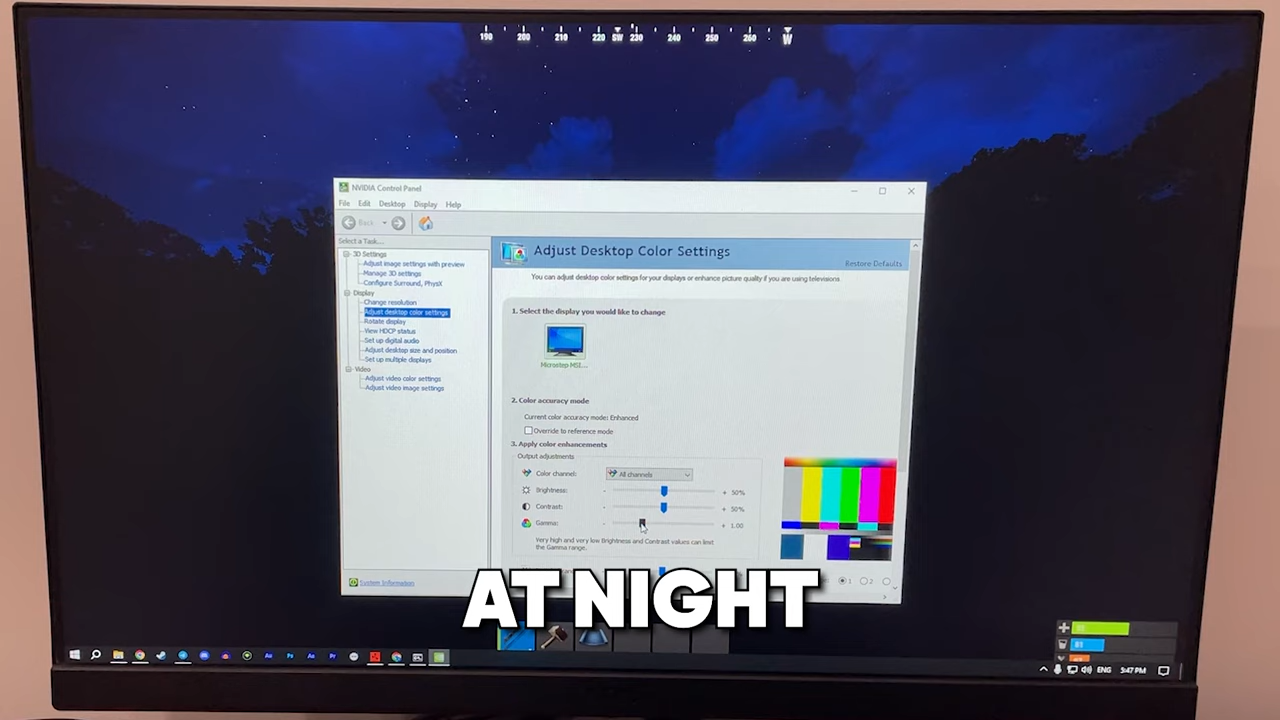 190 200 210 220 SW 230 240 250 260 W
NVIDIA Control Panel
File Edit Desktop Display Help
Back
Select a Task...
3D Settings
Adjust image settings with preview
Manage 3D settings
Configure Surround, PhysX
Display
Change resolution
Adjust desktop color settings
Rotate display
View HDCP status
Set up digital audio
Adjust desktop size and position
Set up multiple displays
Video
Adjust video color settings
Adjust video image settings
System Information
Adjust Desktop Color Settings
Restore Defaults
You can adjust desktop color settings for your displays or enhance picture quality if you are using televisions.
1. Select the display you would like to change
Microstep MSI...
2. Color accuracy mode
Current color accuracy mode: Enhanced
Override to reference mode
3. Apply color enhancements
Output adjustments
Color channel: All channels
Brightness: - + 50%
Contrast: - + 50%
Gamma: - + 1.00
Very high and very low Brightness and Contrast values can limit
the Gamma range.
1 2
AT NIGHT
83
ENG 3:47 PM